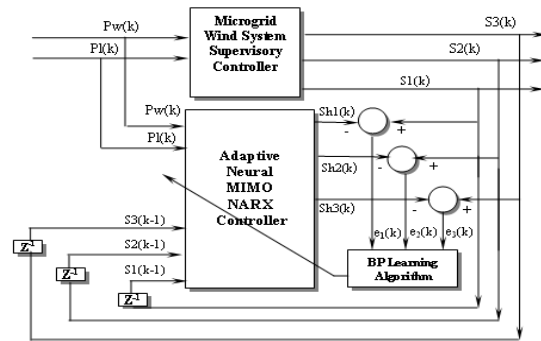 Pw(k)
Pl(k)
Microgrid
Wind System
Supervisory
Controller
S3(k)
S2(k)
S1(k)
Pw(k)
Pl(k)
Adaptive
Neural
MIMO
NARX
Controller
Sh1(k)
- +
Sh2(k)
- +
Sh3(k)
- +
e1(k) e2(k) e3(k)
BP Learning
Algorithm
S3(k-1)
Z-1
S2(k-1)
Z-1
S1(k-1)
Z-1